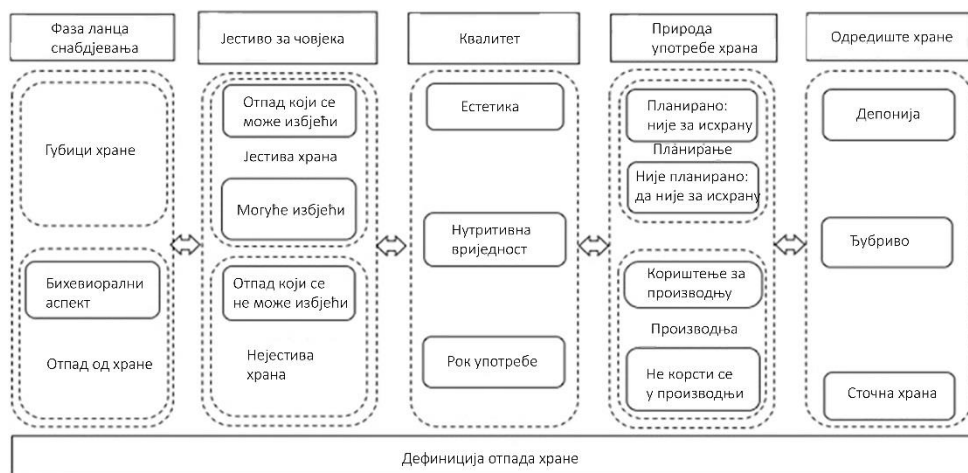 Фаза ланца
снабдјевања
Јестиво за човјека
Квалитет
Природа
употребе храна
Одредиште хране
Губици хране
Бихевиорални
аспект
Отпад од хране
Отпад који се
може избјећи
Јестива храна
Могуће избјећи
Отпад који се
не може избјећи
Нејестива
храна
Естетика
Нутритивна
вриједност
Рок употребе
Планирано:
није за исхрану
Планирање
Није планирано:
да није за исхрану
Кориштење за
производњу
Производња
Не корсти се
у производњи
Депонија
Ђубриво
Сточна храна
Дефиниција отпада хране